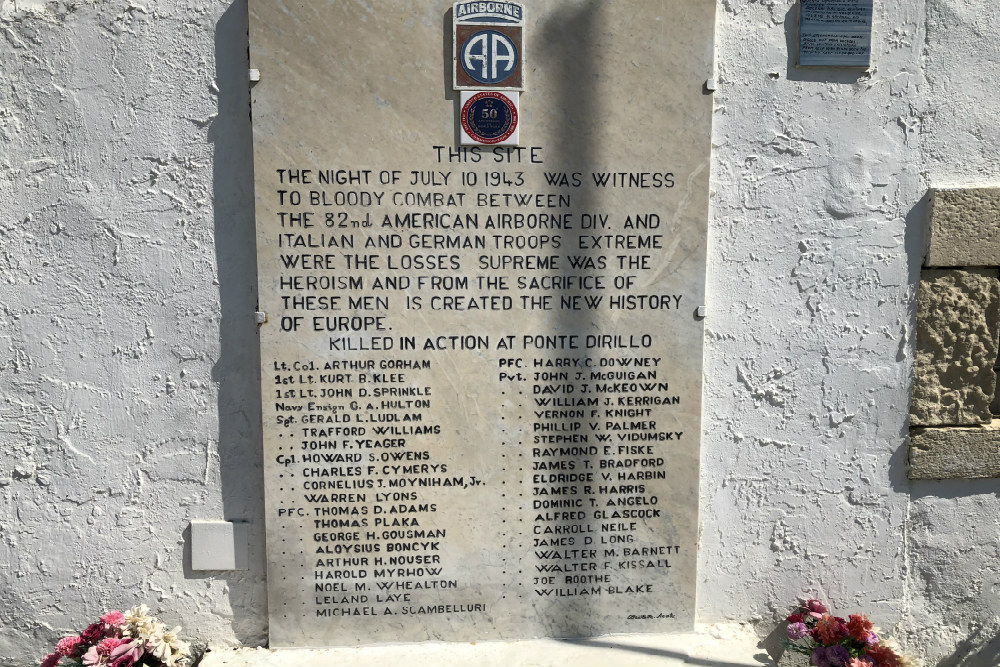 AIRBORNE
AA
50
THIS SITE
THE NIGHT OF JULY 10 1943 WAS WITNESS
TO BLOODY COMBAT BETWEEN
THE 82nd AMERICAN AIRBORNE DIV. AND
ITALIAN AND GERMAN TROOPS EXTREME
WERE THE LOSSES SUPREME WAS THE
HEROISM AND FROM THE SACRIFICE OF
THESE MEN IS CREATED THE NEW HISTORY
OF EUROPE.
KILLED IN ACTION AT PONTE DIRILLO
Lt. Col. ARTHUR GORHAM
1st Lt. KURT B. KLEE
1st Lt. JOHN D. SPRINKLE
Navy Ensign G. A. HULTON
Sgt. GERALD L. LUDLAM
. . TRAFFORD WILLIAMS
. . JOHN F. YEAGER
Cpl. HOWARD S. OWENS
. . CHARLES F. CYMERYS
. . CORNELIUS J. MOYNIHAM, Jr.
. . WARREN LYONS
PFC. THOMAS D. ADAMS
. . THOMAS PLAKA
. . GEORGE H. GOUSMAN
. . ALOYSIUS BONCYK
. . ARTHUR H. NOUSER
. . HAROLD MYRHOW
. . NOEL M. WHEALTON
. . LELAND LAYE
. . MICHAEL A. SCAMBELLURI
PFC. HARRY C. DOWNEY
Pvt. JOHN J. McGUIGAN
. . DAVID J. McKEOWN
. . WILLIAM J. KERRIGAN
. . VERNON F. KNIGHT
. . PHILLIP V. PALMER
. . STEPHEN W. VIDUMSKY
. . RAYMOND E. FISKE
. . JAMES T. BRADFORD
. . ELDRIDGE V. HARBIN
. . JAMES R. HARRIS
. . DOMINIC T. ANGELO
. . ALFRED GLASCOCK
. . CARROLL NEILE
. . JAMES D. LONG
. . WALTER M. BARNETT
. . WALTER F. KISSALL
. . JOE BOOTHE
. . WILLIAM BLAKE